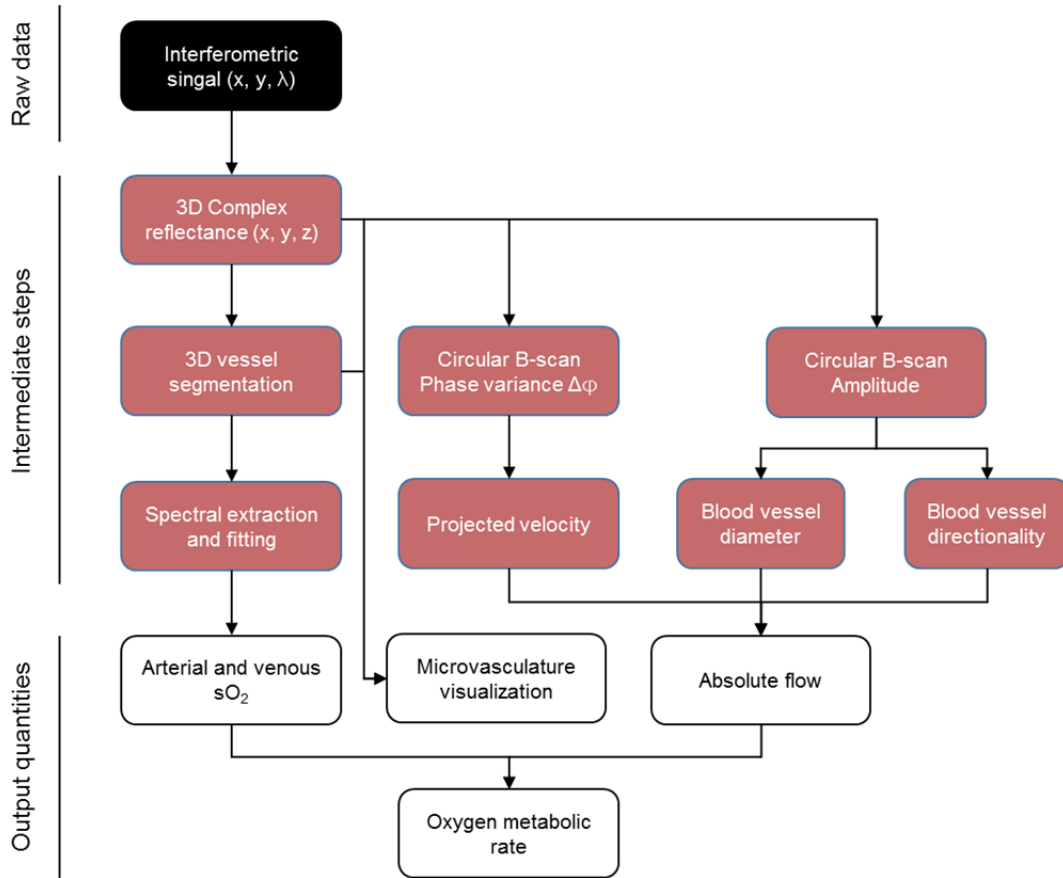 Raw data
Interferometric
singal (x, y, λ)
Intermediate steps
3D Complex
reflectance (x, y, z)
3D vessel
segmentation
Circular B-scan
Phase variance Δφ
Circular B-scan
Amplitude
Spectral extraction
and fitting
Projected velocity
Blood vessel
diameter
Blood vessel
directionality
Output quantities
Arterial and venous
sO₂
Microvasculature
visualization
Absolute flow
Oxygen metabolic
rate